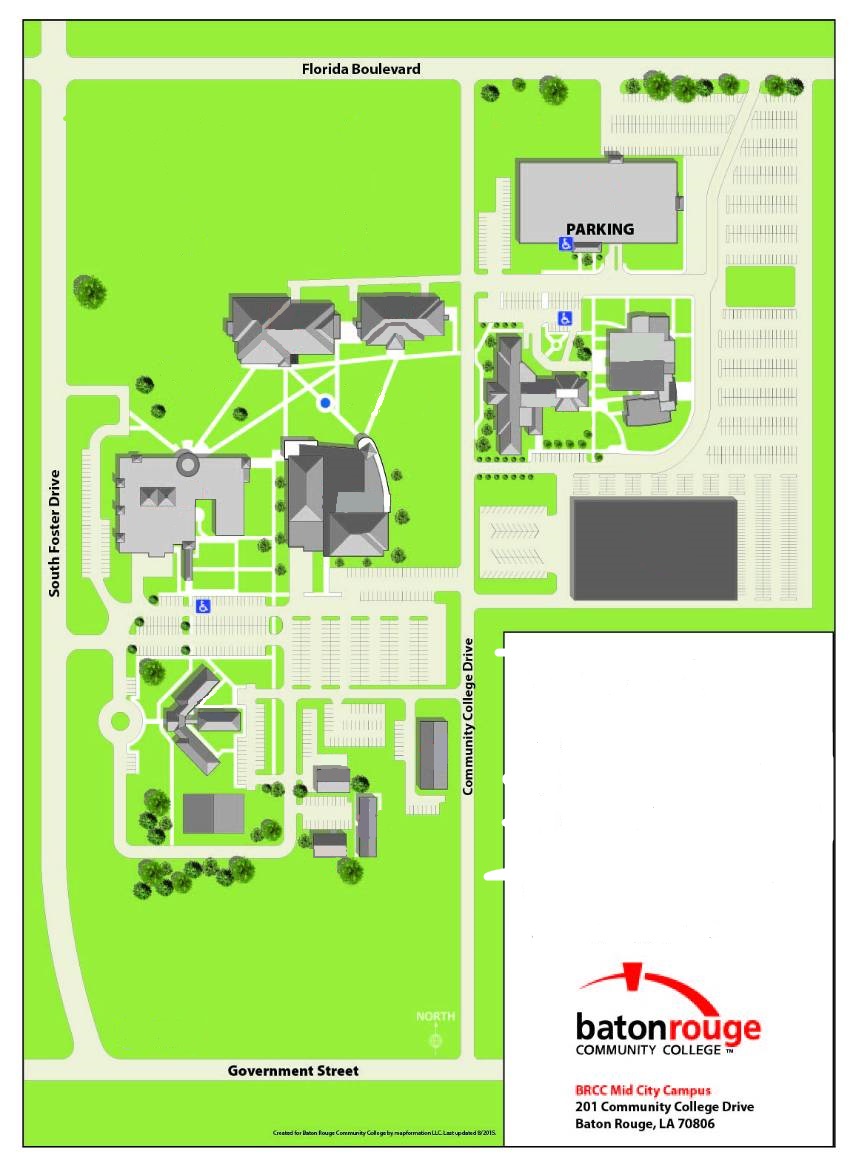 Florida Boulevard
PARKING
South Foster Drive
Community College Drive
NORTH
Government Street
Created for Baton Rouge Community College by mapformation LLC. Last updated 8/2015.
batonrouge
COMMUNITY COLLEGE ™
BRCC Mid City Campus
201 Community College Drive
Baton Rouge, LA 70806